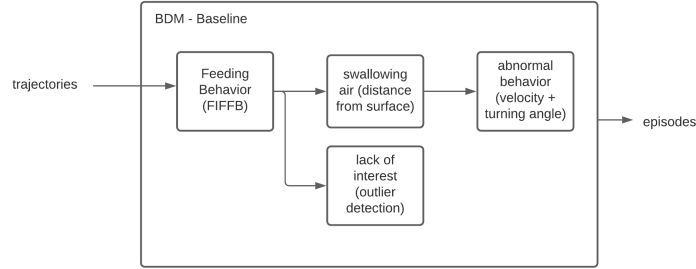 BDM - Baseline
trajectories
Feeding
Behavior
(FIFFB)
swallowing
air (distance
from surface)
abnormal
behavior
(velocity +
turning angle)
episodes
lack of
interest
(outlier
detection)